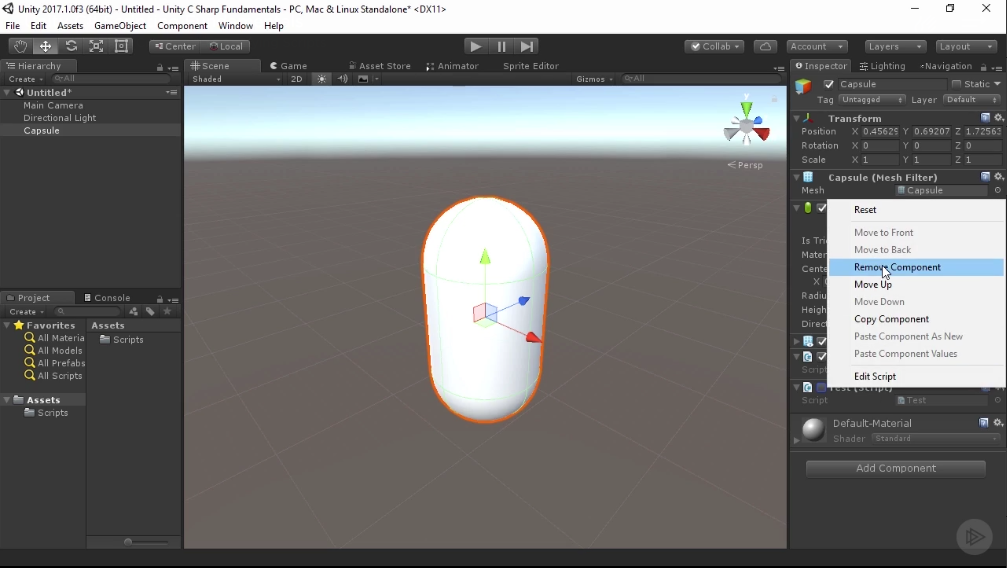 Unity 2017.1.0f3 (64bit) - Untitled - Unity C Sharp Fundamentals - PC, Mac & Linux Standalone* <DX11>
File Edit Assets GameObject Component Window Help
Center Local Collab Account Layers Layout
Hierarchy Scene Game Asset Store Animator Sprite Editor Inspector Lighting Navigation
Create All Shaded 2D Gizmos All
Untitled* Capsule Static
Main Camera Tag Untagged Layer Default
Directional Light Transform
Capsule Position X 0.45629 Y 0.69207 Z 1.72563
Rotation X 0 Y 0 Z 0
Scale X 1 Y 1 Z 1
Persp
Capsule (Mesh Filter)
Mesh Capsule
Reset
Move to Front
Is Tri
Move to Back
Mater
Remove Component
Cente
Move Up
X
Radiu
Move Down
Heigh
Copy Component
Direc
Paste Component As New
Paste Component Values
Script
Edit Script
Test (Script)
Script Test
Default-Material
Shader Standard
Add Component
Project Console
Create
Favorites Assets
All Materia Scripts
All Models
All Prefabs
All Scripts
Assets
Scripts